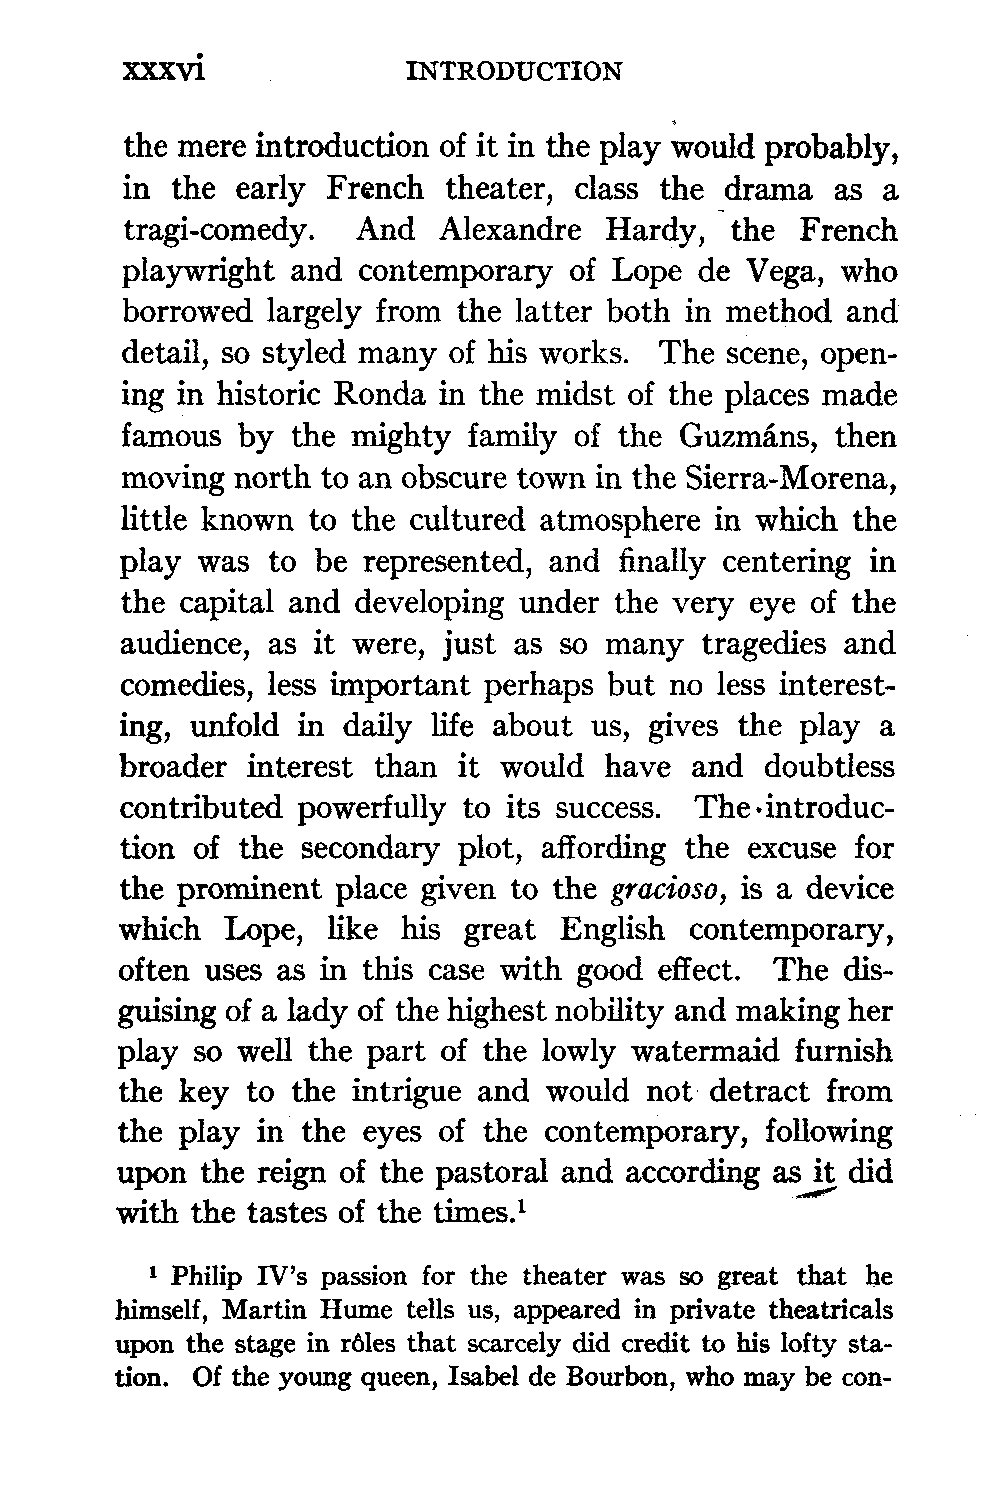 xxxvi INTRODUCTION
the mere introduction of it in the play would probably,
in the early French theater, class the drama as a
tragi-comedy. And Alexandre Hardy, the French
playwright and contemporary of Lope de Vega, who
borrowed largely from the latter both in method and
detail, so styled many of his works. The scene, open-
ing in historic Ronda in the midst of the places made
famous by the mighty family of the Guzmáns, then
moving north to an obscure town in the Sierra-Morena,
little known to the cultured atmosphere in which the
play was to be represented, and finally centering in
the capital and developing under the very eye of the
audience, as it were, just as so many tragedies and
comedies, less important perhaps but no less interest-
ing, unfold in daily life about us, gives the play a
broader interest than it would have and doubtless
contributed powerfully to its success. The introduc-
tion of the secondary plot, affording the excuse for
the prominent place given to the gracioso, is a device
which Lope, like his great English contemporary,
often uses as in this case with good effect. The dis-
guising of a lady of the highest nobility and making her
play so well the part of the lowly watermaid furnish
the key to the intrigue and would not detract from
the play in the eyes of the contemporary, following
upon the reign of the pastoral and according as it did
with the tastes of the times.¹
¹ Philip IV's passion for the theater was so great that he
himself, Martin Hume tells us, appeared in private theatricals
upon the stage in rôles that scarcely did credit to his lofty sta-
tion. Of the young queen, Isabel de Bourbon, who may be con-